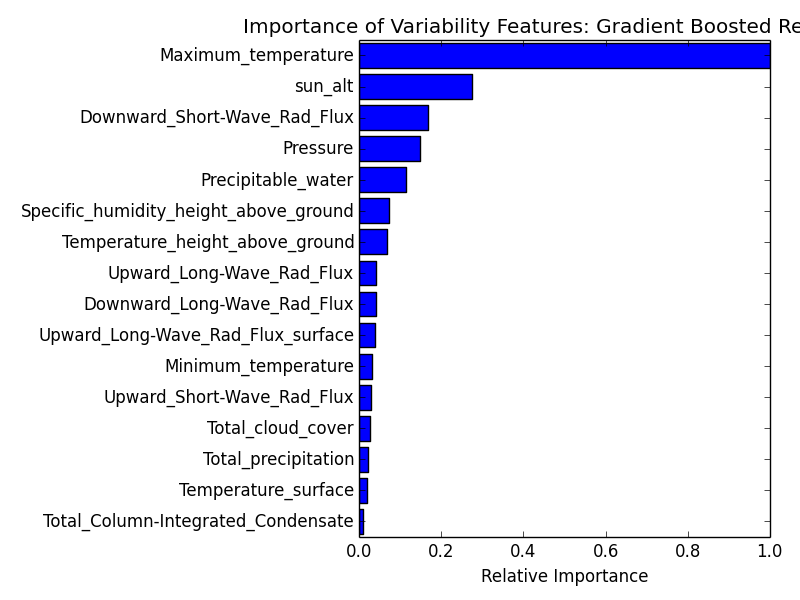 Importance of Variability Features: Gradient Boosted Re
Maximum_temperature
sun_alt
Downward_Short-Wave_Rad_Flux
Pressure
Precipitable_water
Specific_humidity_height_above_ground
Temperature_height_above_ground
Upward_Long-Wave_Rad_Flux
Downward_Long-Wave_Rad_Flux
Upward_Long-Wave_Rad_Flux_surface
Minimum_temperature
Upward_Short-Wave_Rad_Flux
Total_cloud_cover
Total_precipitation
Temperature_surface
Total_Column-Integrated_Condensate
0.0 0.2 0.4 0.6 0.8 1.0
Relative Importance